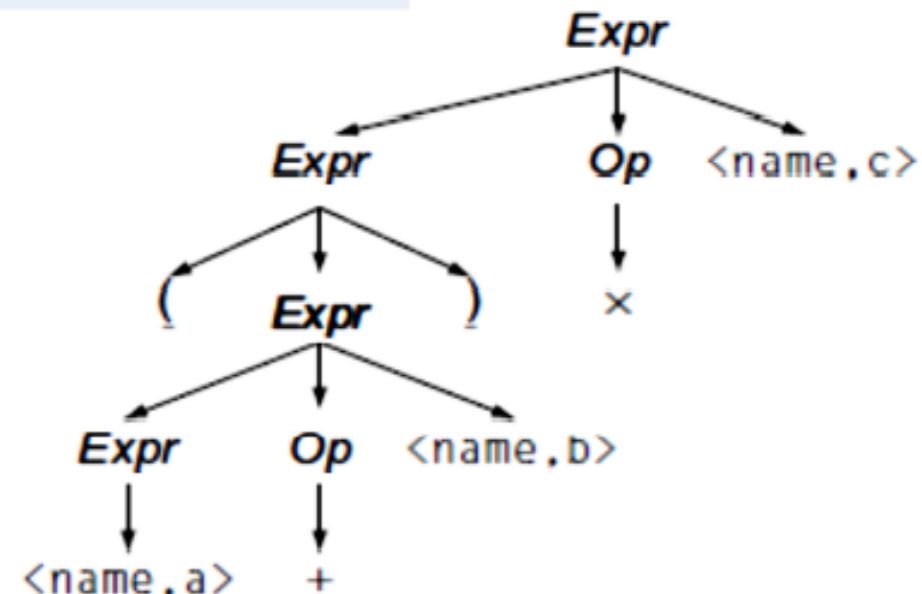 Expr
Expr Op <name,c>
( Expr ) ×
Expr Op <name,b>
<name,a> +